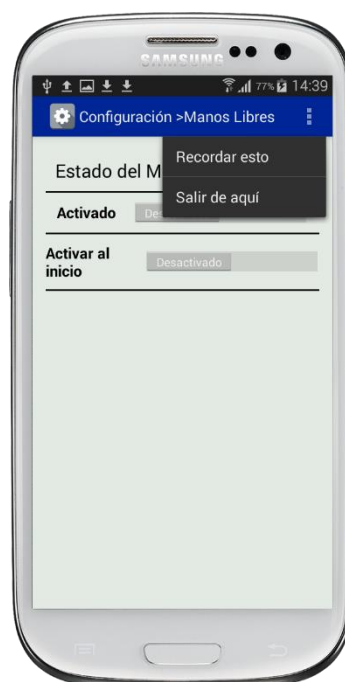 SAMSUNG
77% 14:39
Configuración >Manos Libres
Recordar esto
Estado del M
Salir de aquí
Activado
Activar al
inicio
Desactivado